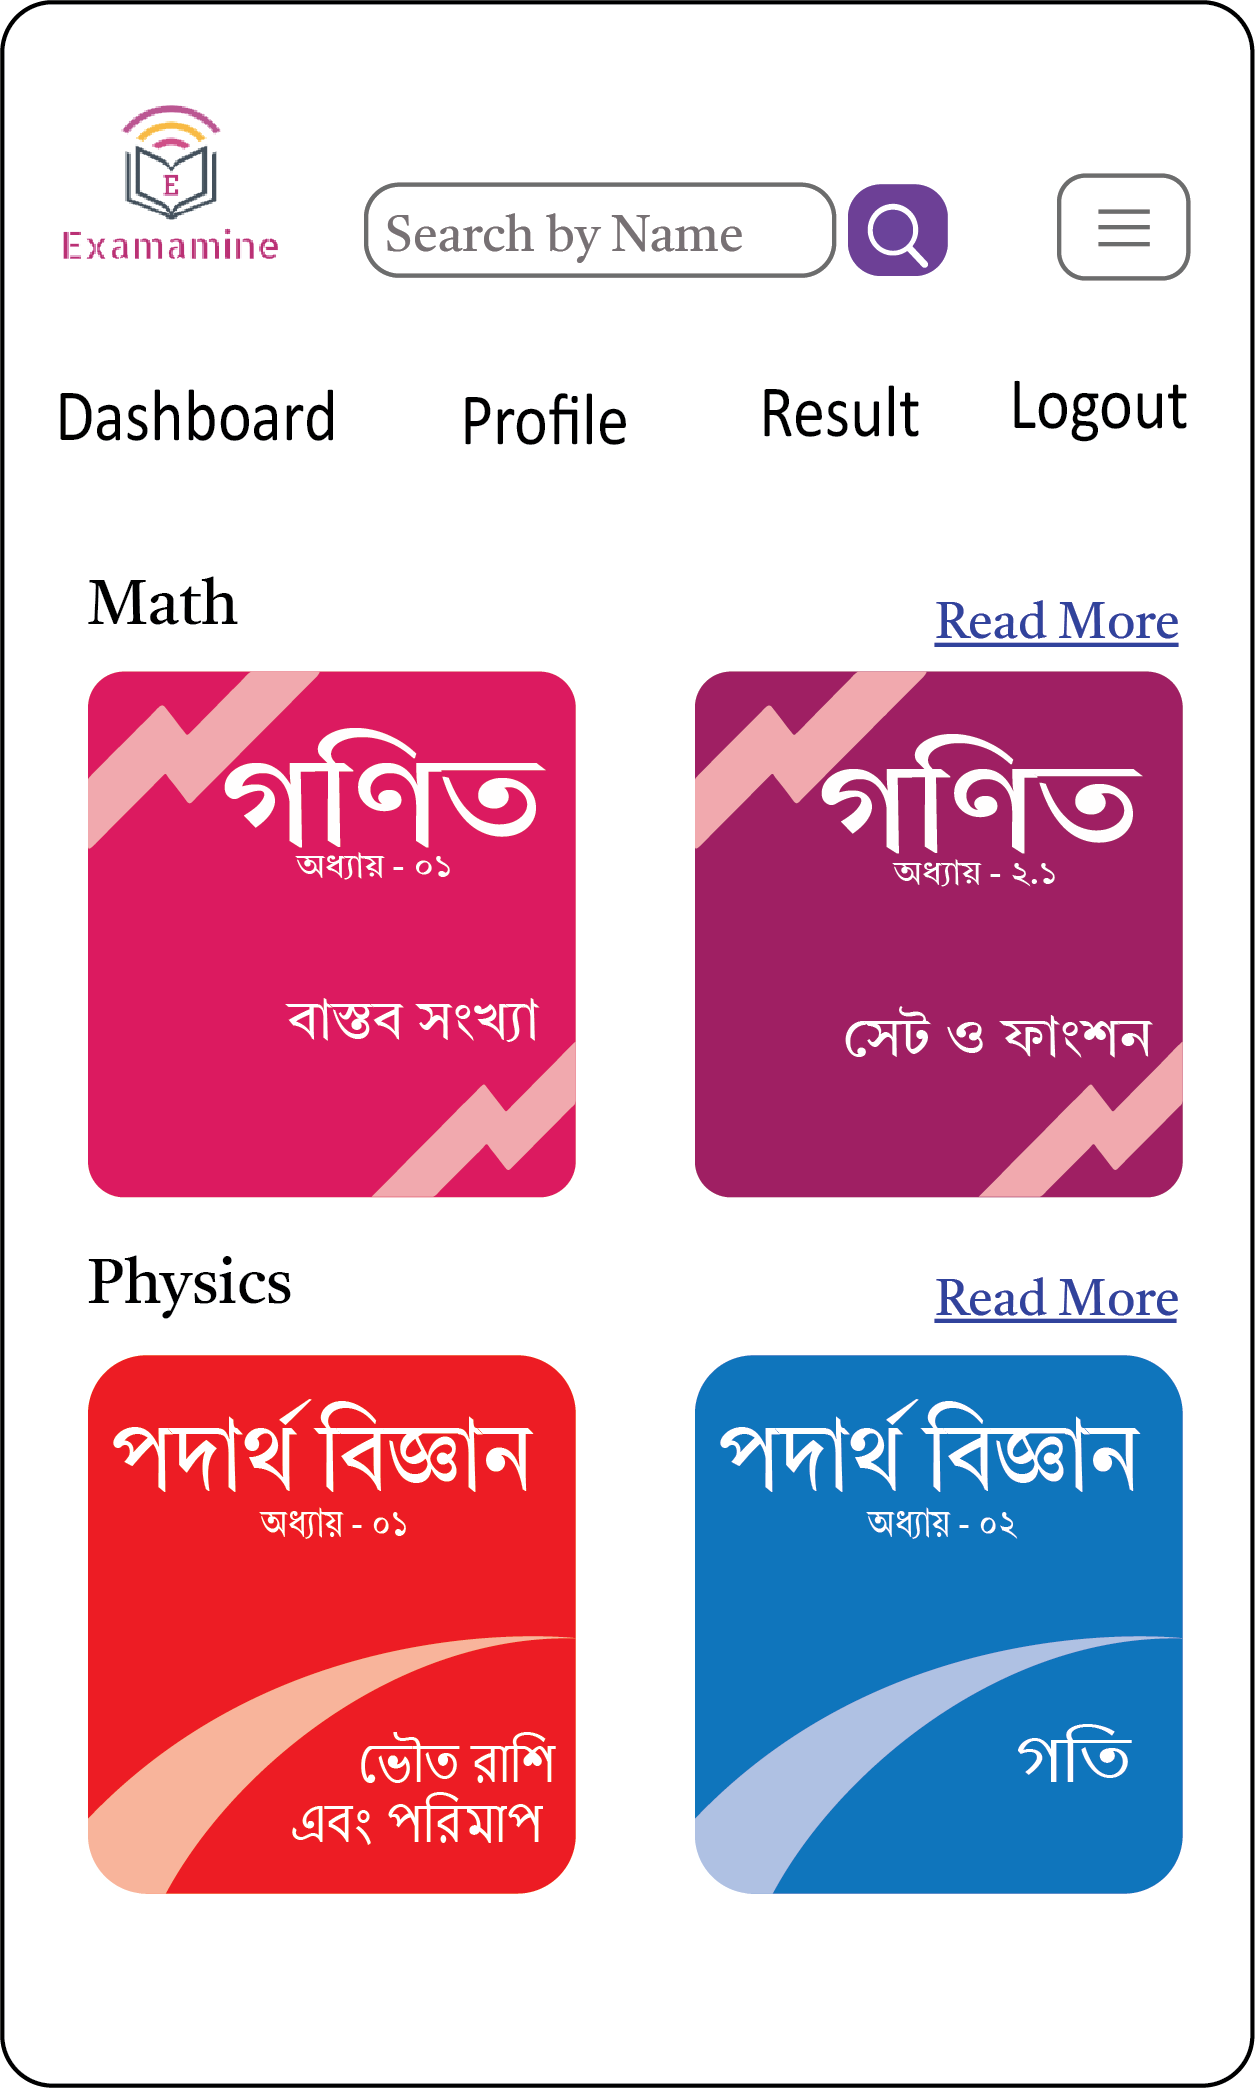 E
Examamine
Search by Name
Dashboard Profile Result Logout
Math
Read More
গণিত
অধ্যায় - ০১
বাস্তব সংখ্যা
গণিত
অধ্যায় - ২.১
সেট ও ফাংশন
Physics
Read More
পদার্থ বিজ্ঞান
অধ্যায় - ০১
ভৌত রাশি
এবং পরিমাপ
পদার্থ বিজ্ঞান
অধ্যায় - ০২
গতি